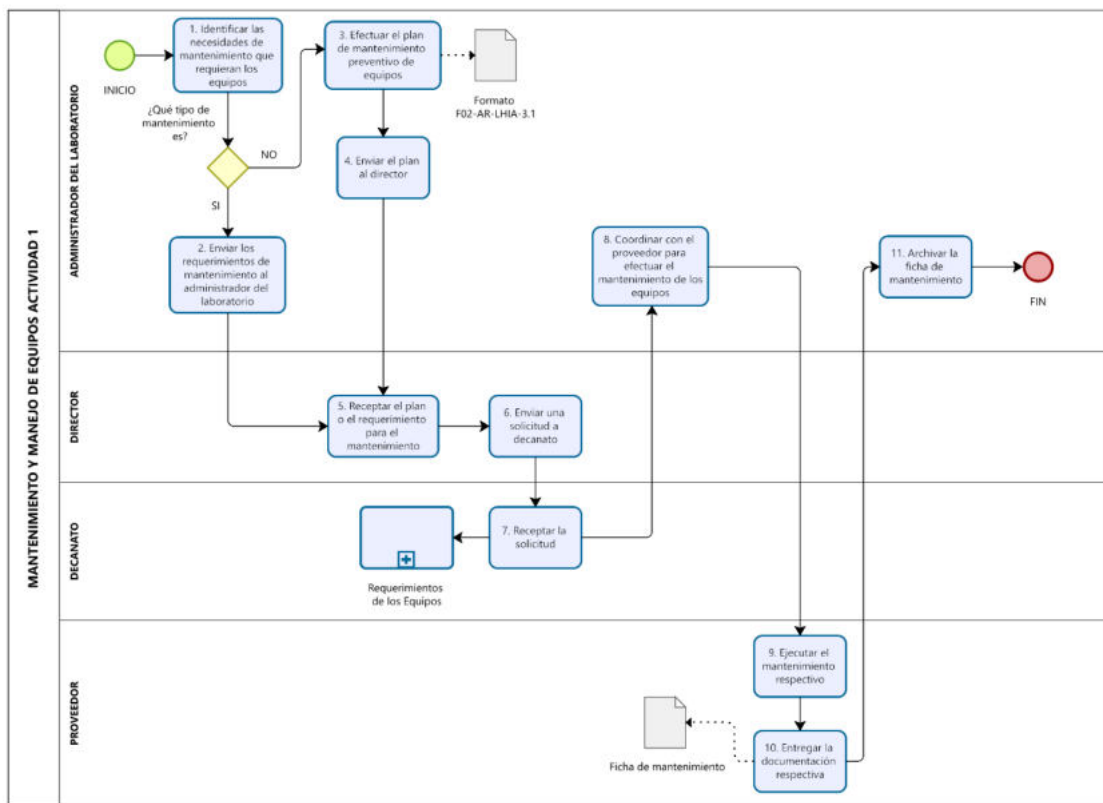 MANTENIMIENTO Y MANEJO DE EQUIPOS ACTIVIDAD 1
ADMINISTRADOR DEL LABORATORIO
INICIO
1. Identificar las
necesidades de
mantenimiento que
requieran los
equipos
¿Qué tipo de
mantenimiento
es?
NO
SI
2. Enviar los
requerimientos de
mantenimiento al
administrador del
laboratorio
3. Efectuar el plan
de mantenimiento
preventivo de
equipos
Formato
F02-AR-LHIA-3.1
4. Enviar el plan
al director
8. Coordinar con el
proveedor para
efectuar el
mantenimiento de los
equipos
11. Archivar la
ficha de
mantenimiento
FIN
DIRECTOR
5. Receptar el plan
o el requerimiento
para el
mantenimiento
6. Enviar una
solicitud a
decanato
DECANATO
Requerimientos
de los Equipos
7. Receptar la
solicitud
PROVEEDOR
9. Ejecutar el
mantenimiento
respectivo
Ficha de mantenimiento
10. Entregar la
documentación
respectiva